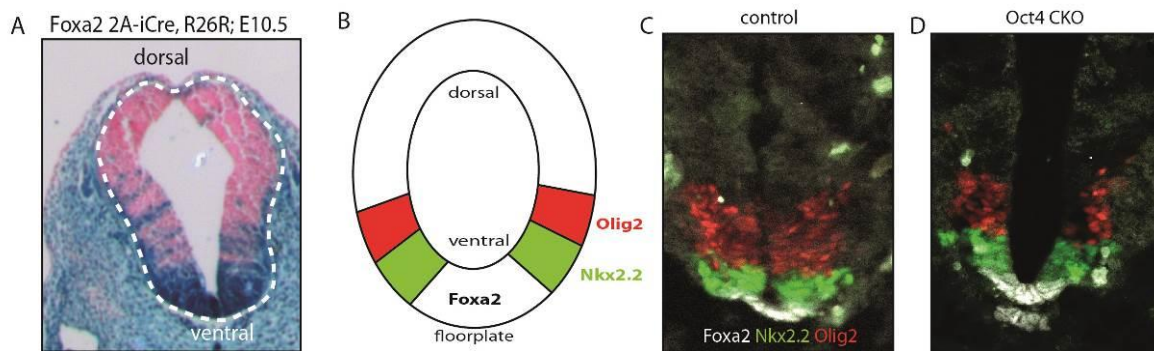 A Foxa2 2A-iCre, R26R; E10.5
dorsal
ventral
B
dorsal
ventral
Olig2
Nkx2.2
Foxa2
floorplate
C control
Foxa2 Nkx2.2 Olig2
D Oct4 CKO